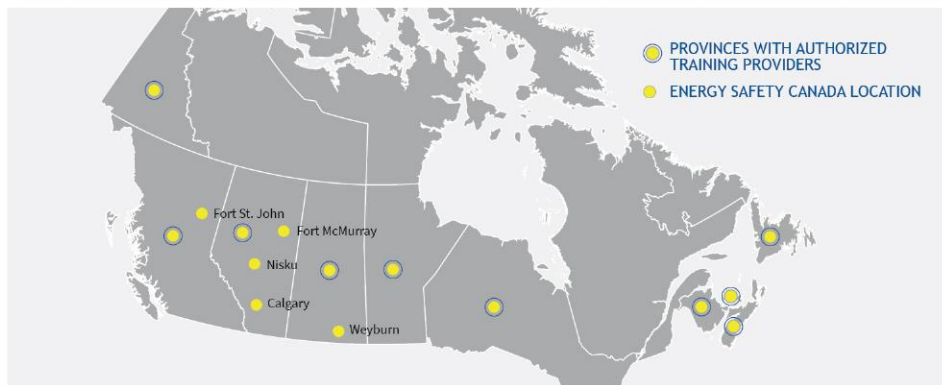 PROVINCES WITH AUTHORIZED
TRAINING PROVIDERS
ENERGY SAFETY CANADA LOCATION
Fort St. John
Fort McMurray
Nisku
Calgary
Weyburn